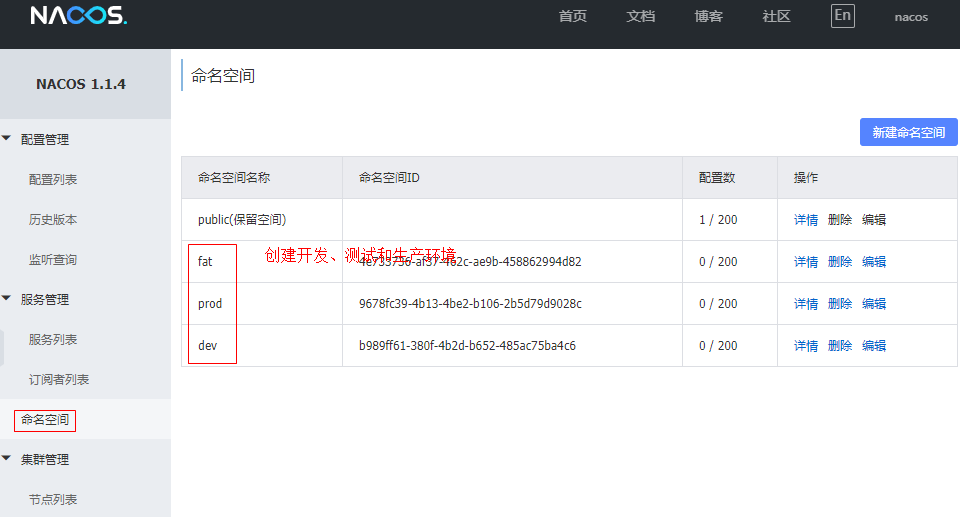 NACOS.
首页 文档 博客 社区 En nacos
NACOS 1.1.4
配置管理
配置列表
历史版本
监听查询
服务管理
服务列表
订阅者列表
命名空间
集群管理
节点列表
命名空间
新建命名空间
命名空间名称 命名空间ID 配置数 操作
public(保留空间) 1 / 200 详情 删除 编辑
创建开发、测试和生产环境
fat 0 / 200 详情 删除 编辑
prod 9678fc39-4b13-4be2-b106-2b5d79d9028c 0 / 200 详情 删除 编辑
dev b989ff61-380f-4b2d-b652-485ac75ba4c6 0 / 200 详情 删除 编辑